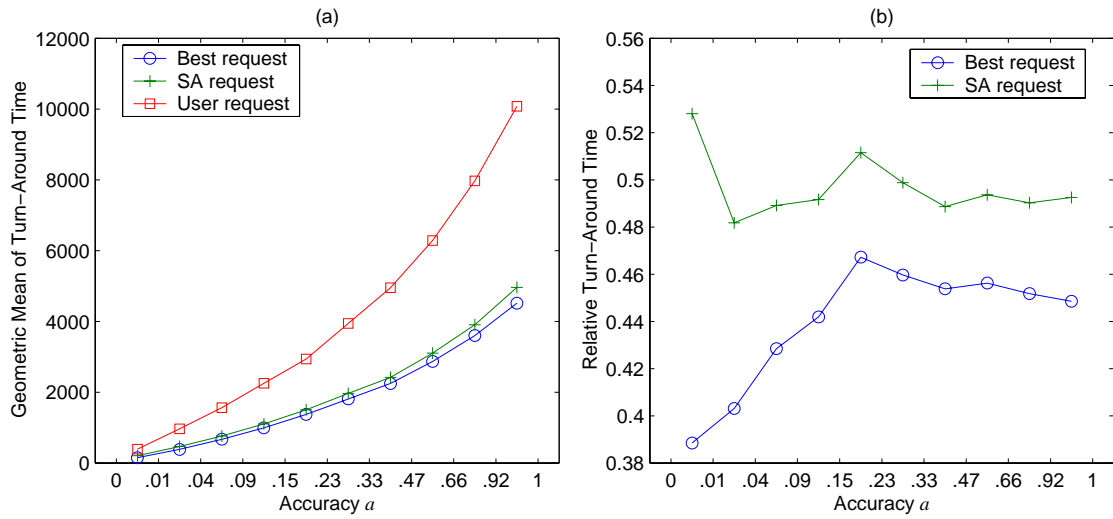 (a)
Geometric Mean of Turn−Around Time
12000
10000
8000
6000
4000
2000
0
Best request
SA request
User request
0 .01 .04 .07 .15 .23 .33 .47 .66 .92 1
Accuracy a
(b)
Relative Turn−Around Time
0.56
0.54
0.52
0.5
0.48
0.46
0.44
0.42
0.4
0.38
Best request
SA request
0 .01 .04 .07 .15 .23 .33 .47 .66 .92 1
Accuracy a